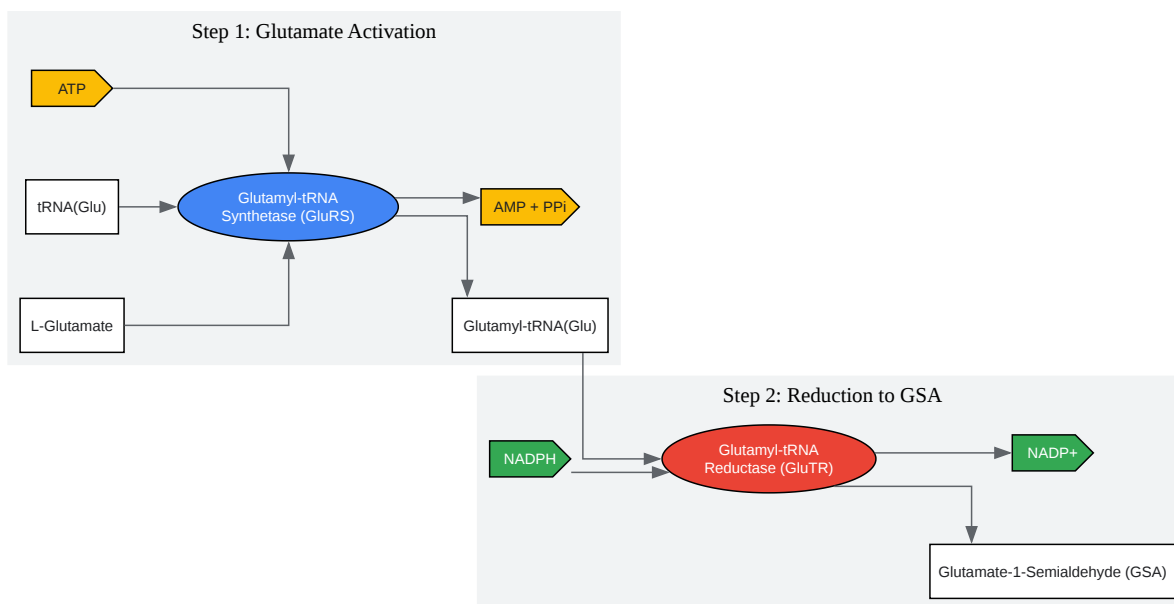 Step 1: Glutamate Activation
ATP
tRNA(Glu)
Glutamyl-tRNA
Synthetase (GluRS)
AMP + PPi
L-Glutamate
Glutamyl-tRNA(Glu)
Step 2: Reduction to GSA
NADPH
Glutamyl-tRNA
Reductase (GluTR)
NADP+
Glutamate-1-Semialdehyde (GSA)